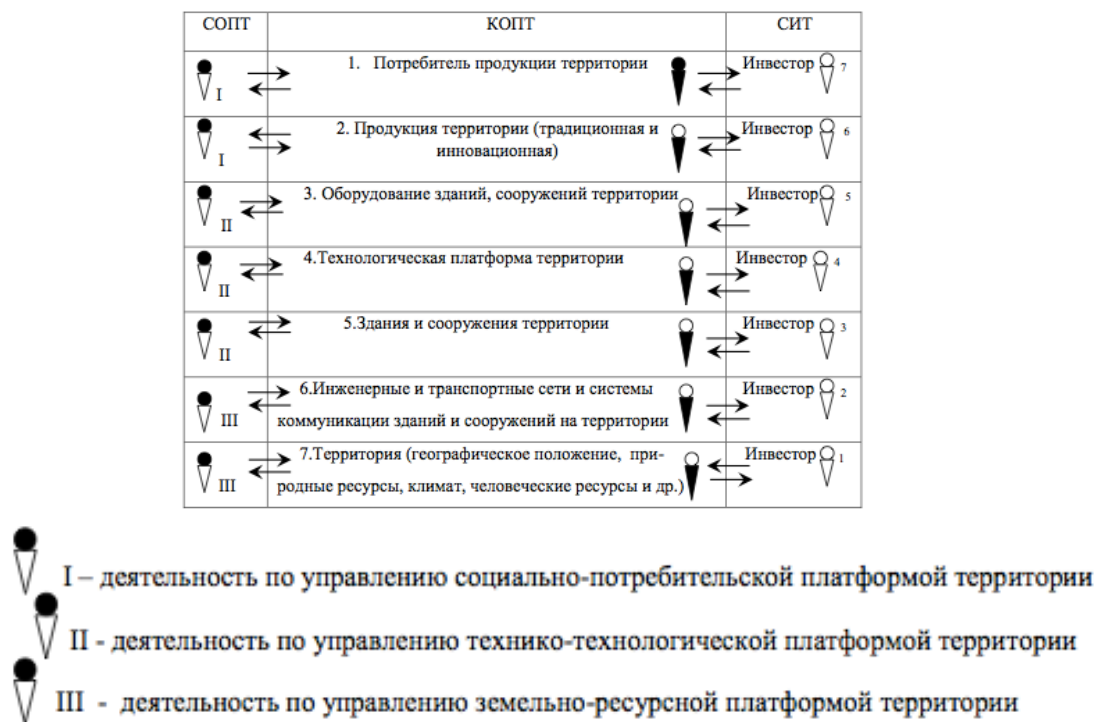 СОПТ КОПТ СИТ
I 1. Потребитель продукции территории Инвестор 7
I 2. Продукция территории (традиционная и Инвестор 6
инновационная)
II 3. Оборудование зданий, сооружений территории Инвестор 5
II 4.Технологическая платформа территории Инвестор 4
II 5.Здания и сооружения территории Инвестор 3
III 6.Инженерные и транспортные сети и системы Инвестор 2
коммуникации зданий и сооружений на территории
III 7.Территория (географическое положение, при- Инвестор 1
родные ресурсы, климат, человеческие ресурсы и др.)
I – деятельность по управлению социально-потребительской платформой территории
II - деятельность по управлению технико-технологической платформой территории
III - деятельность по управлению земельно-ресурсной платформой территории